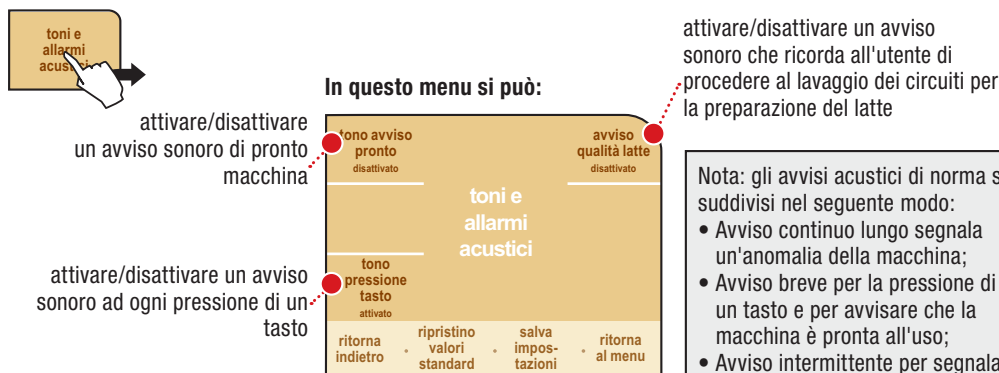 toni e
allarmi
acustici
In questo menu si può:
attivare/disattivare
un avviso sonoro di pronto
macchina
attivare/disattivare un avviso
sonoro ad ogni pressione di un
tasto
tono avviso
pronto
disattivato
avviso
qualità latte
disattivato
toni e
allarmi
acustici
tono
pressione
tasto
attivato
ritorna
indietro
•
ripristino
valori
standard
•
salva
impos-
tazioni
•
ritorna
al menu
attivare/disattivare un avviso
sonoro che ricorda all'utente di
procedere al lavaggio dei circuiti per
la preparazione del latte
Nota: gli avvisi acustici di norma s
suddivisi nel seguente modo:
• Avviso continuo lungo segnala
un'anomalia della macchina;
• Avviso breve per la pressione di
un tasto e per avvisare che la
macchina è pronta all'uso;
• Avviso intermittente per segnala